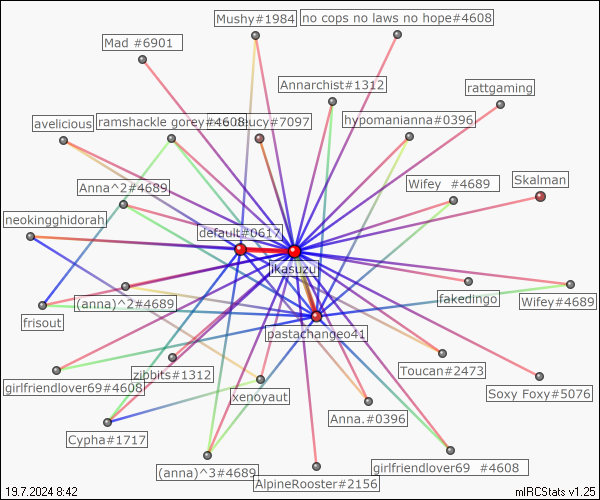 Mushy#1984
no cops no laws no hope#4608
Mad #6901
Annarchist#1312
rattgaming
avelicious
ramshackle gorey #4608
ucy#7097
hypomanianna#0396
Anna^2#4689
Wifey  #4689
Skalman
neokingghidorah
default#0617
ikasuzu
(anna)^2#4689
fakedingo
Wifey#4689
frisout
pastachangeo41
zibbits#1312
Toucan#2473
girlfriendlover69#4608
xenoyaut
Soxy Foxy#5076
Anna.#0396
Cypha#1717
(anna)^3#4689
girlfriendlover69  #4608
AlpineRooster#2156
19.7.2024 8:42
mIRCStats v1.25